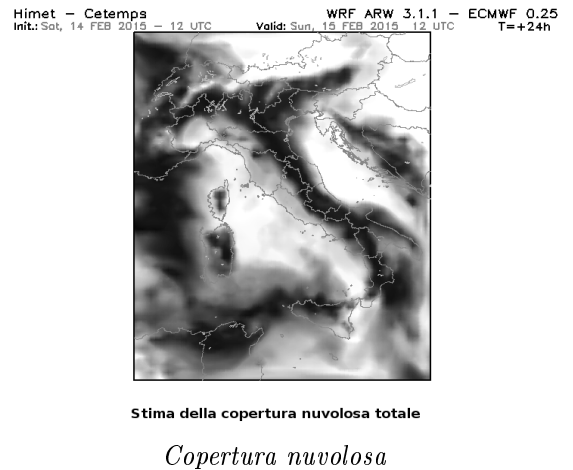 Himet – Cetemps WRF ARW 3.1.1 – ECMWF 0.25
Init.: Sat, 14 FEB 2015 – 12 UTC Valid: Sun, 15 FEB 2015 12 UTC T=+24h
Stima della copertura nuvolosa totale
Copertura nuvolosa